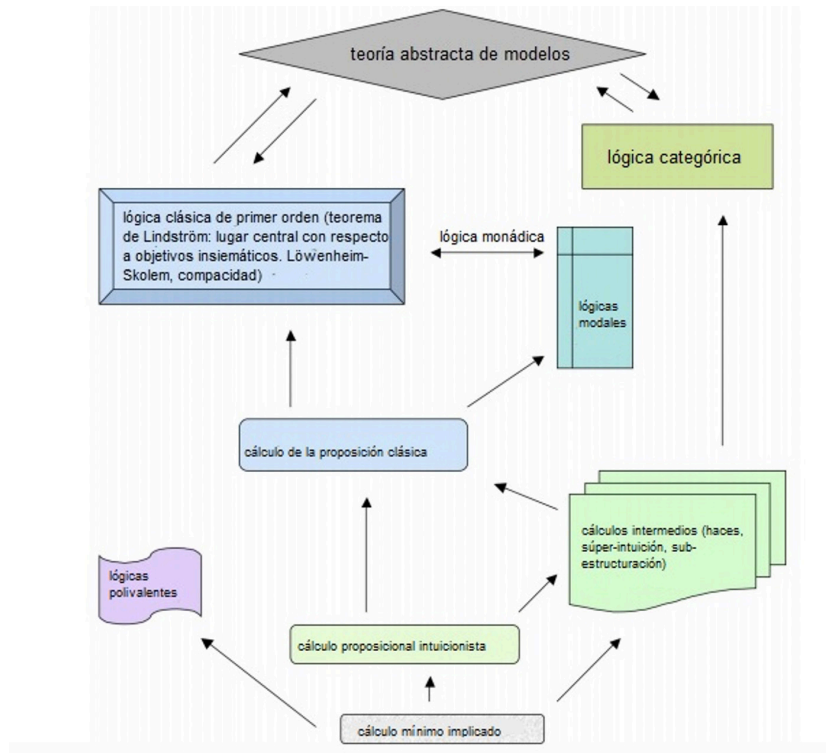 teoría abstracta de modelos
lógica categórica
lógica clásica de primer orden (teorema
de Lindström: lugar central con respecto
a objetivos insiemáticos. Löwenheim-
Skolem, compacidad)
lógica monádica
lógicas
modales
cálculo de la proposición clásica
cálculos intermedios (haces,
súper-intuición, sub-
estructuración)
lógicas
polivalentes
cálculo proposicional intuicionista
cálculo mínimo implicado